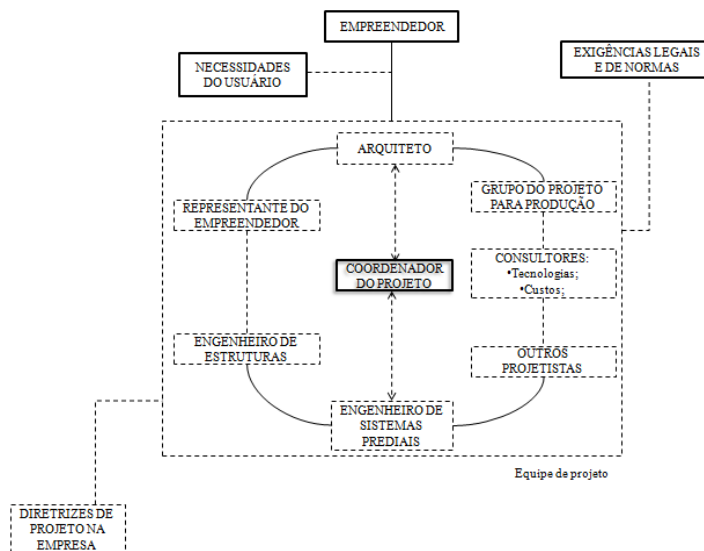 EMPREENDEDOR
NECESSIDADES
DO USUÁRIO
EXIGÊNCIAS LEGAIS
E DE NORMAS
ARQUITETO
REPRESENTANTE DO
EMPREENDEDOR
GRUPO DO PROJETO
PARA PRODUÇÃO
COORDENADOR
DO PROJETO
CONSULTORES:
•Tecnologias;
•Custos;
ENGENHEIRO DE
ESTRUTURAS
OUTROS
PROJETISTAS
ENGENHEIRO DE
SISTEMAS
PREDIAIS
Equipe de projeto
DIRETRIZES DE
PROJETO NA
EMPRESA